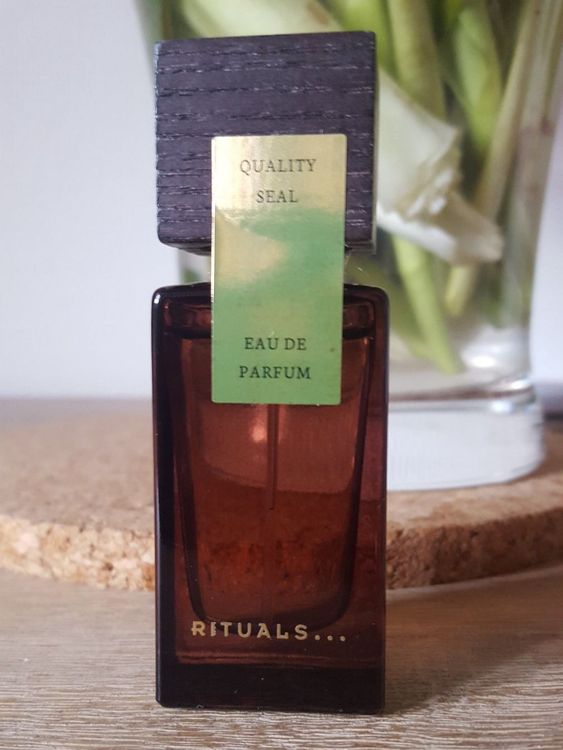 QUALITY
SEAL
EAU DE
PARFUM
RITUALS...